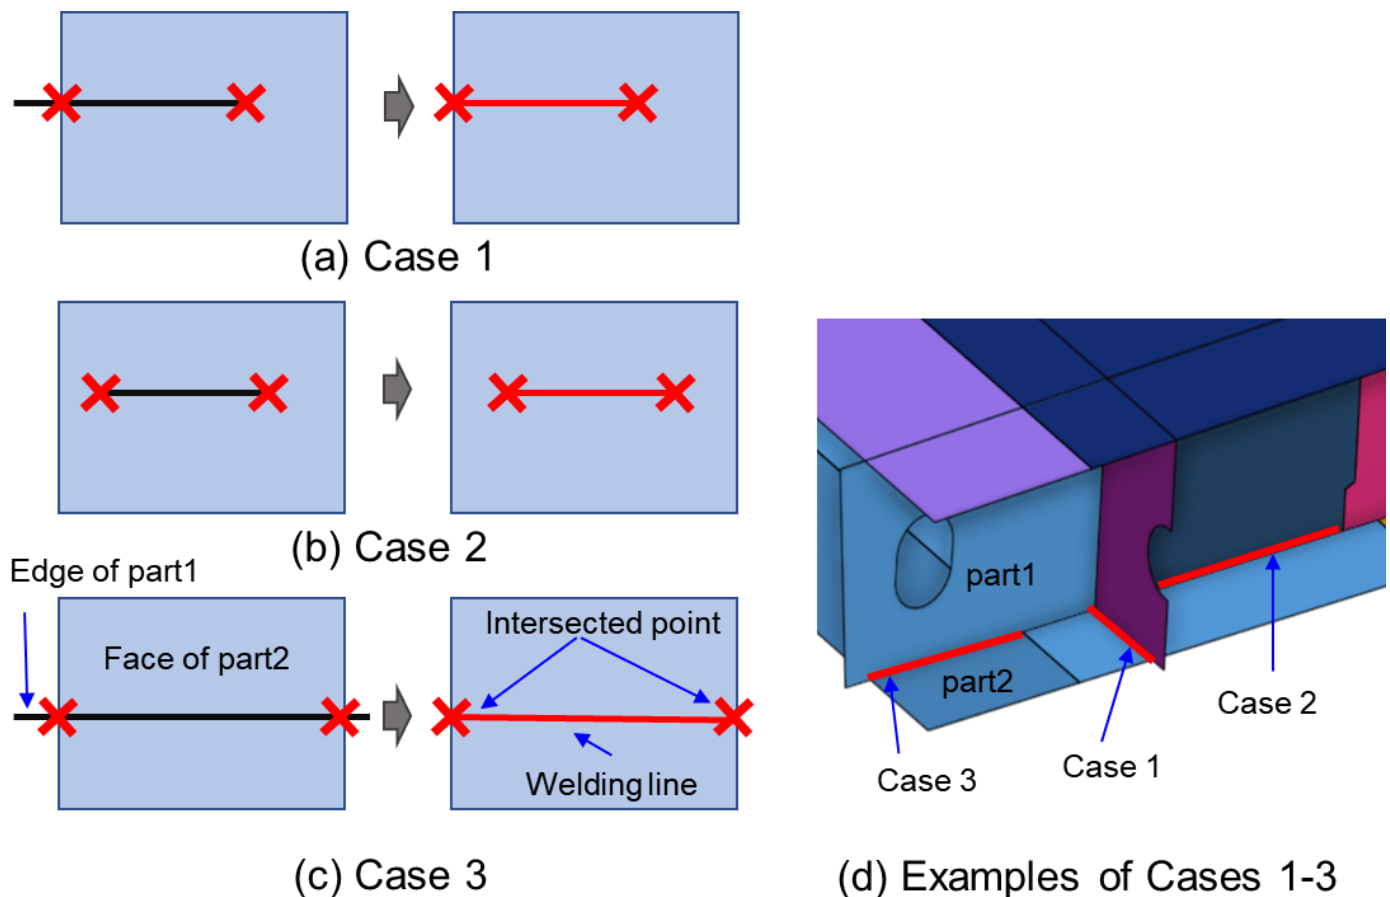 (a) Case 1
(b) Case 2
Edge of part1
Face of part2
Intersected point
Welding line
(c) Case 3
part1
part2
Case 2
Case 1
Case 3
(d) Examples of Cases 1-3